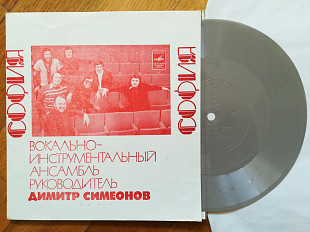 СОФИЯ
СОФИЯ
ВОКАЛЬНО-
ИНСТРУМЕНТАЛЬНЫЙ
АНСАМБЛЬ
РУКОВОДИТЕЛЬ
ДИМИТР СИМЕОНОВ